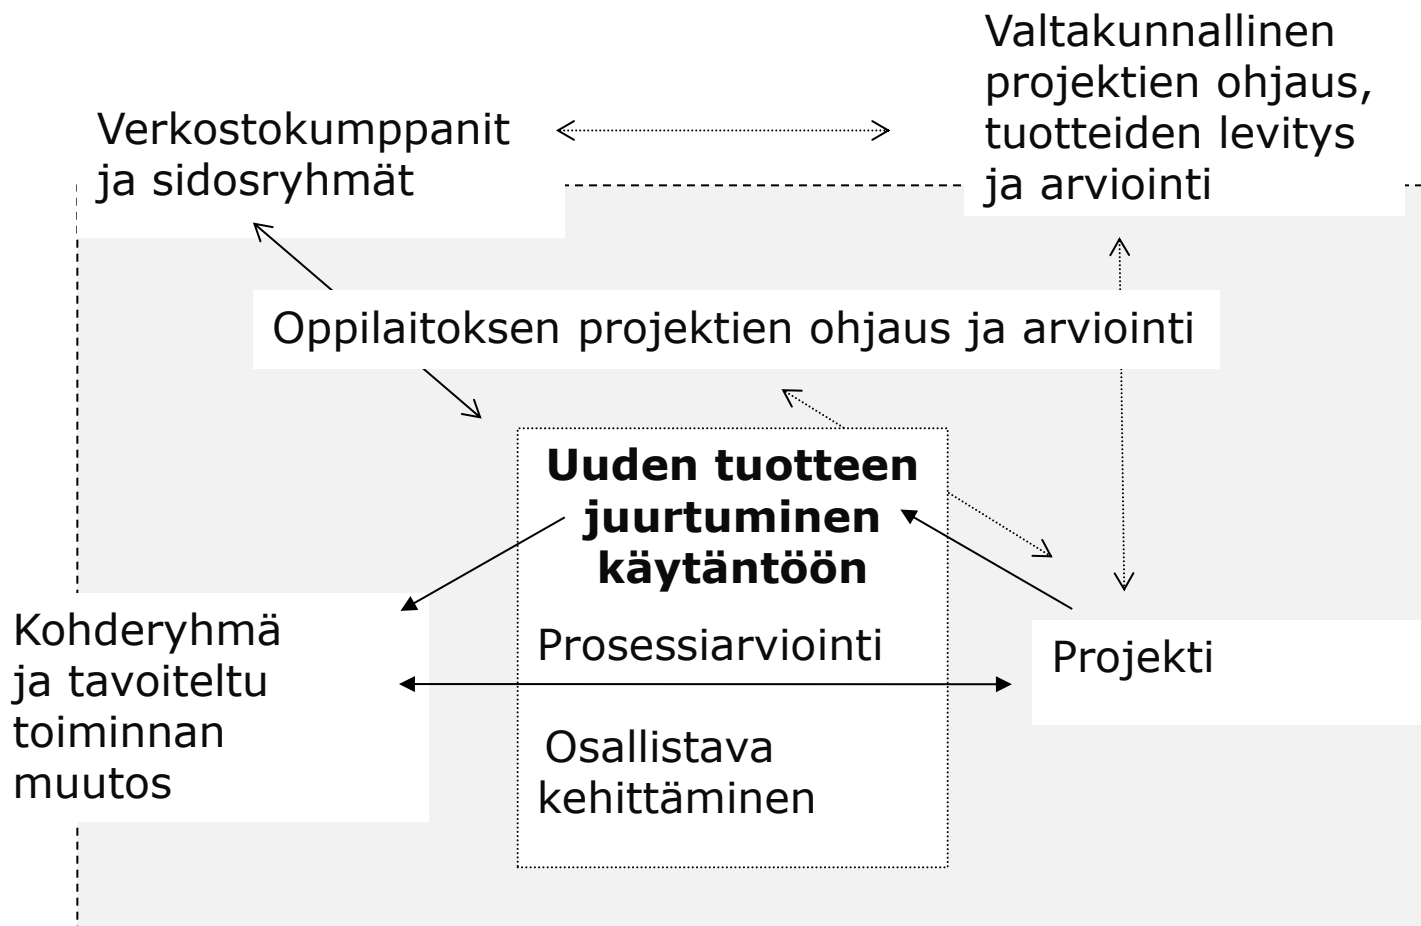 Valtakunnallinen
projektien ohjaus,
tuotteiden levitys
ja arviointi
Verkostokumppanit
ja sidosryhmät
Oppilaitoksen projektien ohjaus ja arviointi
Uuden tuotteen
juurtuminen
käytäntöön
Prosessiarviointi
Osallistava
kehittäminen
Kohderyhmä
ja tavoiteltu
toiminnan
muutos
Projekti